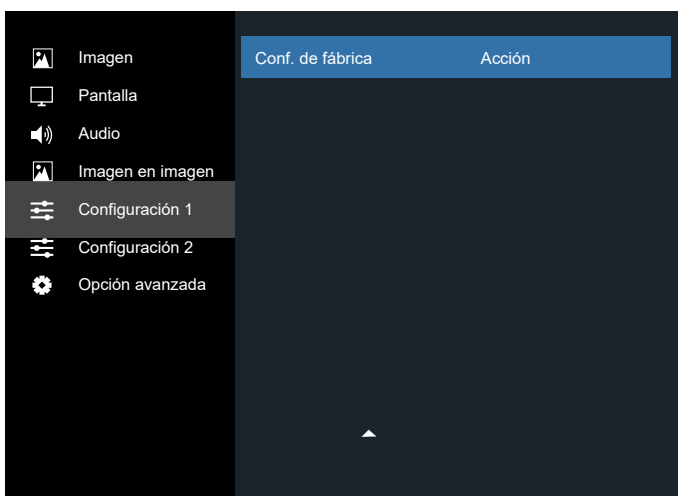 Imagen
Pantalla
Audio
Imagen en imagen
Configuración 1
Configuración 2
Opción avanzada
Conf. de fábrica Acción